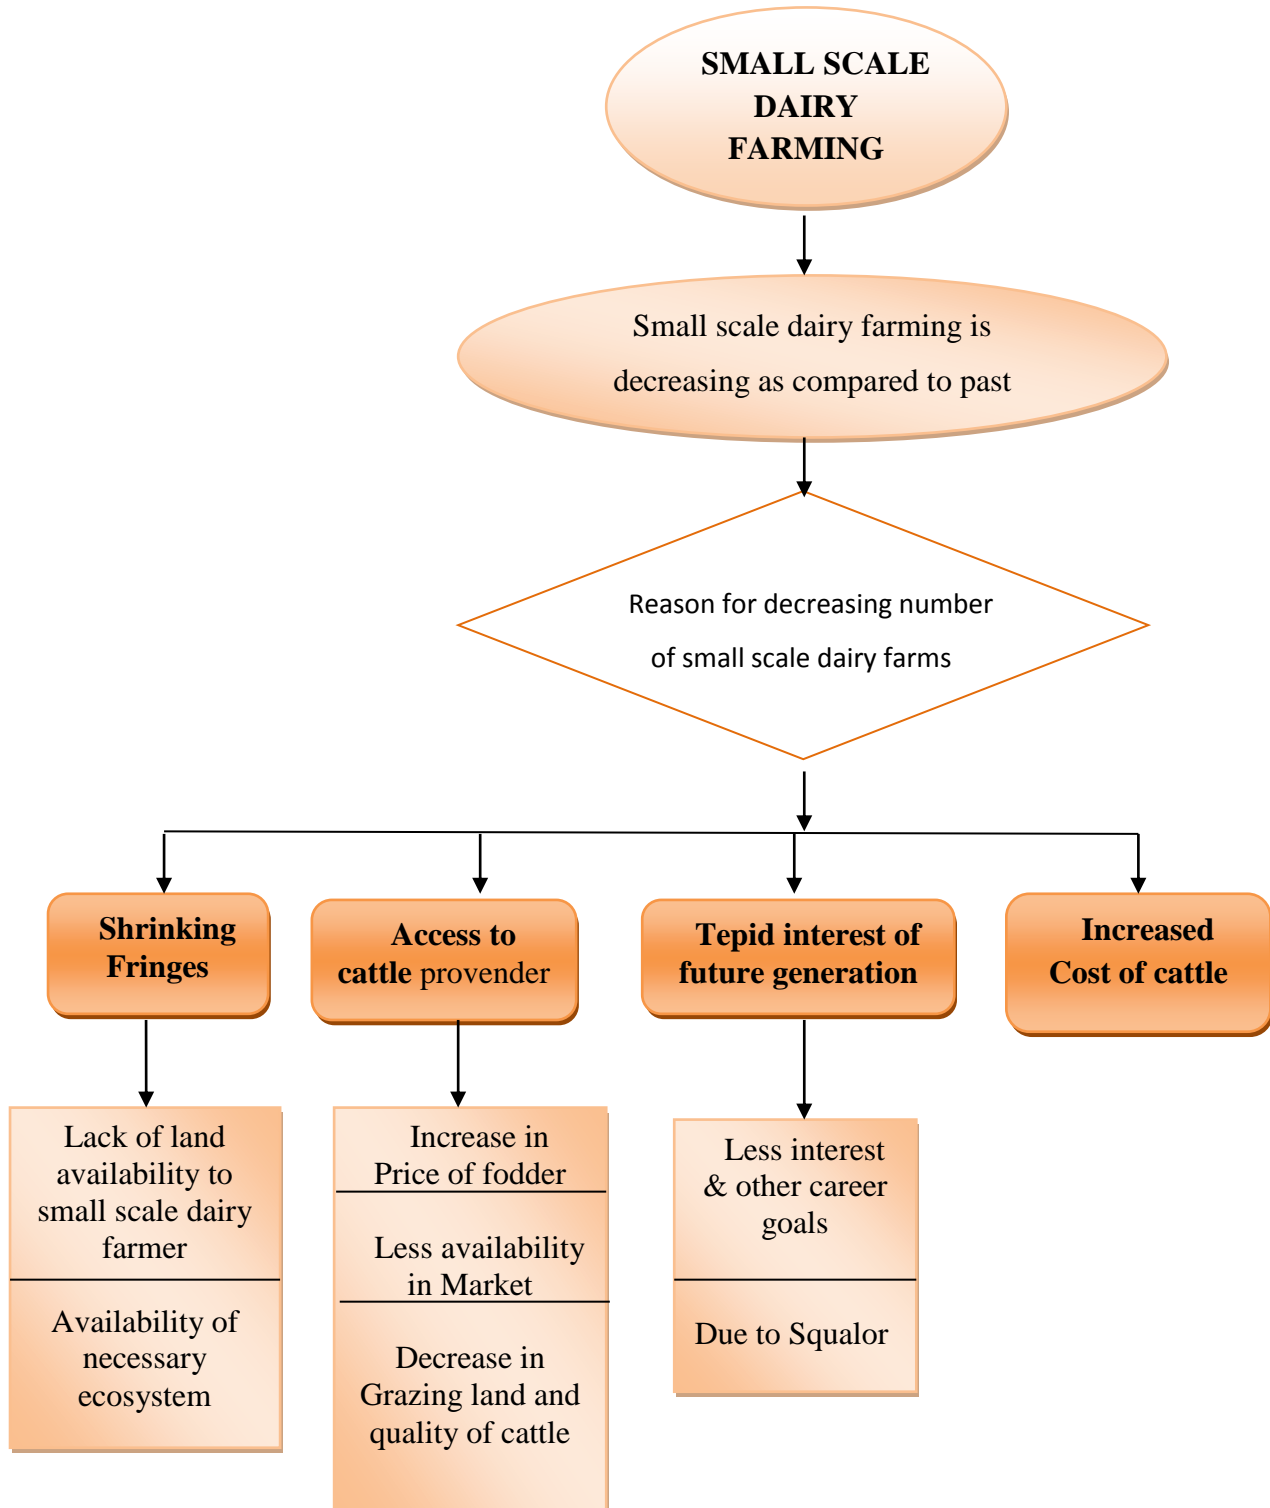 SMALL SCALE
DAIRY
FARMING
Small scale dairy farming is
decreasing as compared to past
Reason for decreasing number
of small scale dairy farms
Shrinking
Fringes
Access to
cattle provender
Tepid interest of
future generation
Increased
Cost of cattle
Lack of land
availability to
small scale dairy
farmer
Availability of
necessary
ecosystem
Increase in
Price of fodder
Less availability
in Market
Decrease in
Grazing land and
quality of cattle
Less interest
& other career
goals
Due to Squalor